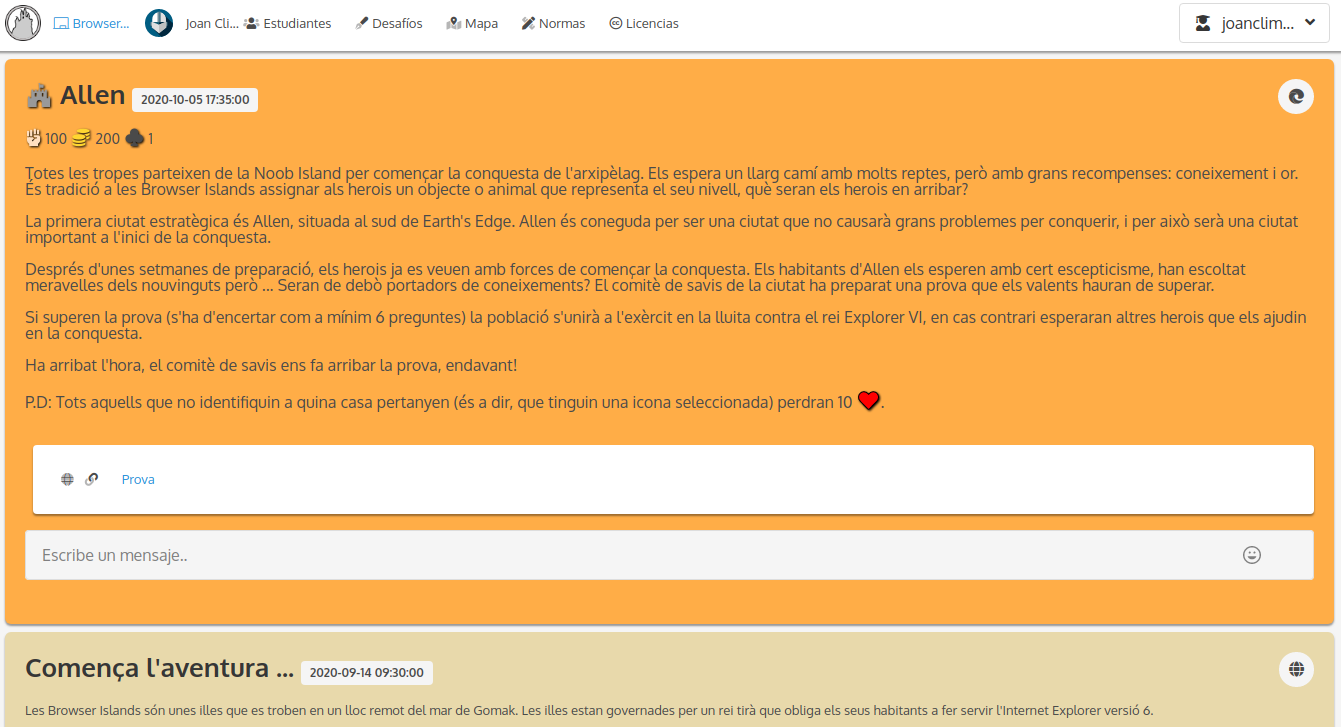 Browser...
Joan Cli...
Estudiantes
Desafíos
Mapa
Normas
Licencias
joanclim...
Allen 2020-10-05 17:35:00
100 200 1
Totes les tropes parteixen de la Noob Island per començar la conquesta de l'arxipèlag. Els espera un llarg camí amb molts reptes, però amb grans recompenses: coneixement i or.
És tradició a les Browser Islands assignar als herois un objecte o animal que representa el seu nivell, què seran els herois en arribar?
La primera ciutat estratègica és Allen, situada al sud de Earth's Edge. Allen és coneguda per ser una ciutat que no causarà grans problemes per conquerir, i per això serà una ciutat
important a l'inici de la conquesta.
Després d'unes setmanes de preparació, els herois ja es veuen amb forces de començar la conquesta. Els habitants d'Allen els esperen amb cert escepticisme, han escoltat
meravelles dels nouvinguts però ... Seran de debò portadors de coneixements? El comitè de savis de la ciutat ha preparat una prova que els valents hauran de superar.
Si superen la prova (s'ha d'encertar com a mínim 6 preguntes) la població s'unirà a l'exèrcit en la lluita contra el rei Explorer VI, en cas contrari esperaran altres herois que els ajudin
en la conquesta.
Ha arribat l'hora, el comitè de savis ens fa arribar la prova, endavant!
P.D: Tots aquells que no identifiquin a quina casa pertanyen (és a dir, que tinguin una icona seleccionada) perdran 10 .
Prova
Escribe un mensaje..
Comença l'aventura ... 2020-09-14 09:30:00
Les Browser Islands són unes illes que es troben en un lloc remot del mar de Gomak. Les illes estan governades per un rei tirà que obliga els seus habitants a fer servir l'Internet Explorer versió 6.